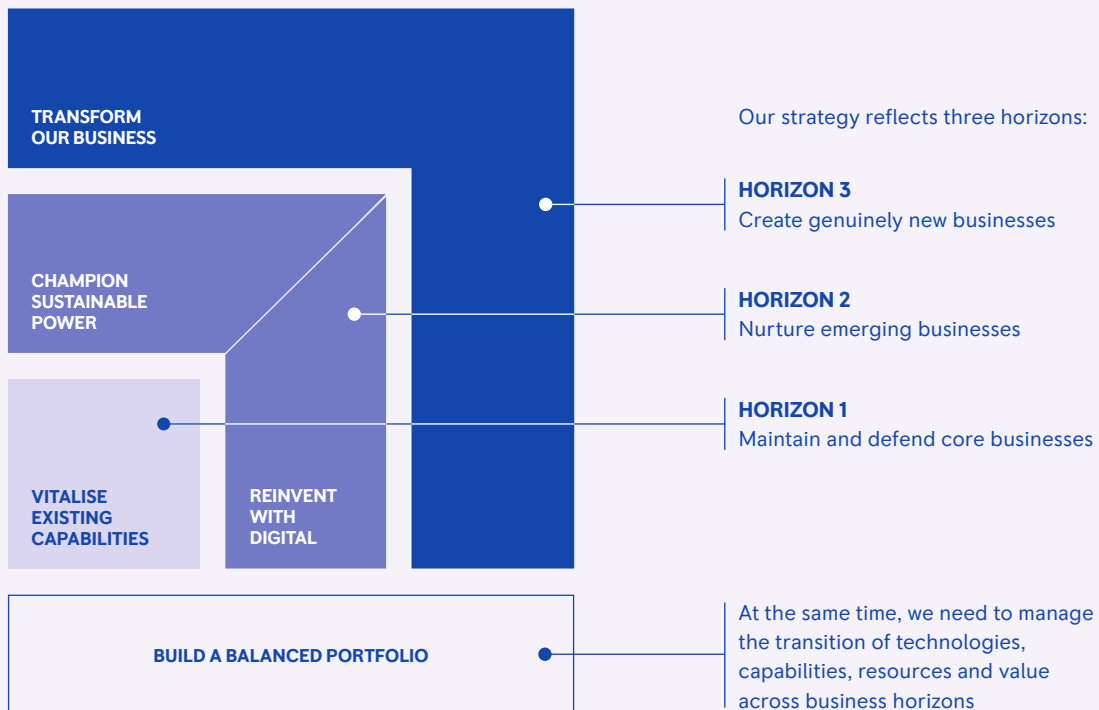 TRANSFORM
OUR BUSINESS
CHAMPION
SUSTAINABLE
POWER
VITALISE
EXISTING
CAPABILITIES
REINVENT
WITH
DIGITAL
BUILD A BALANCED PORTFOLIO
Our strategy reflects three horizons:
HORIZON 3
Create genuinely new businesses
HORIZON 2
Nurture emerging businesses
HORIZON 1
Maintain and defend core businesses
At the same time, we need to manage
the transition of technologies,
capabilities, resources and value
across business horizons